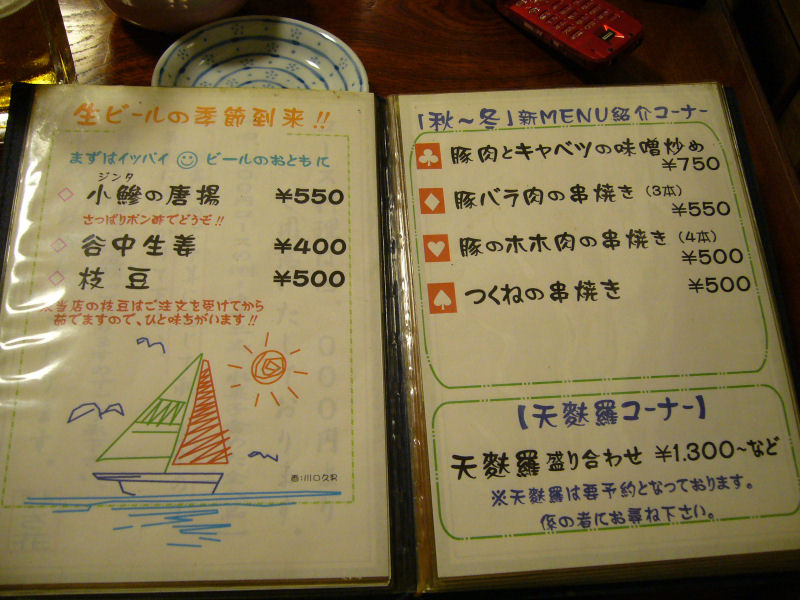 生ビールの季節到来!!
まずはイッパイ ビールのおともに
ジンタ
小鯵の唐揚 ¥550
さっぱりポン酢でどうぞ!!
谷中生姜 ¥400
枝豆 ¥500
※当店の枝豆はご注文を受けてから
茹でますので、ひと味ちがいます!!
「秋～冬」新MENU紹介コーナー
豚肉とキャベツの味噌炒め
¥750
豚バラ肉の串焼き(3本)
¥550
豚のホホ肉の串焼き(4本)
¥500
つくねの串焼き ¥500
【天麩羅コーナー】
天麩羅盛り合わせ ¥1.300～など
※天麩羅は要予約となっております。
係の者にお尋ね下さい。